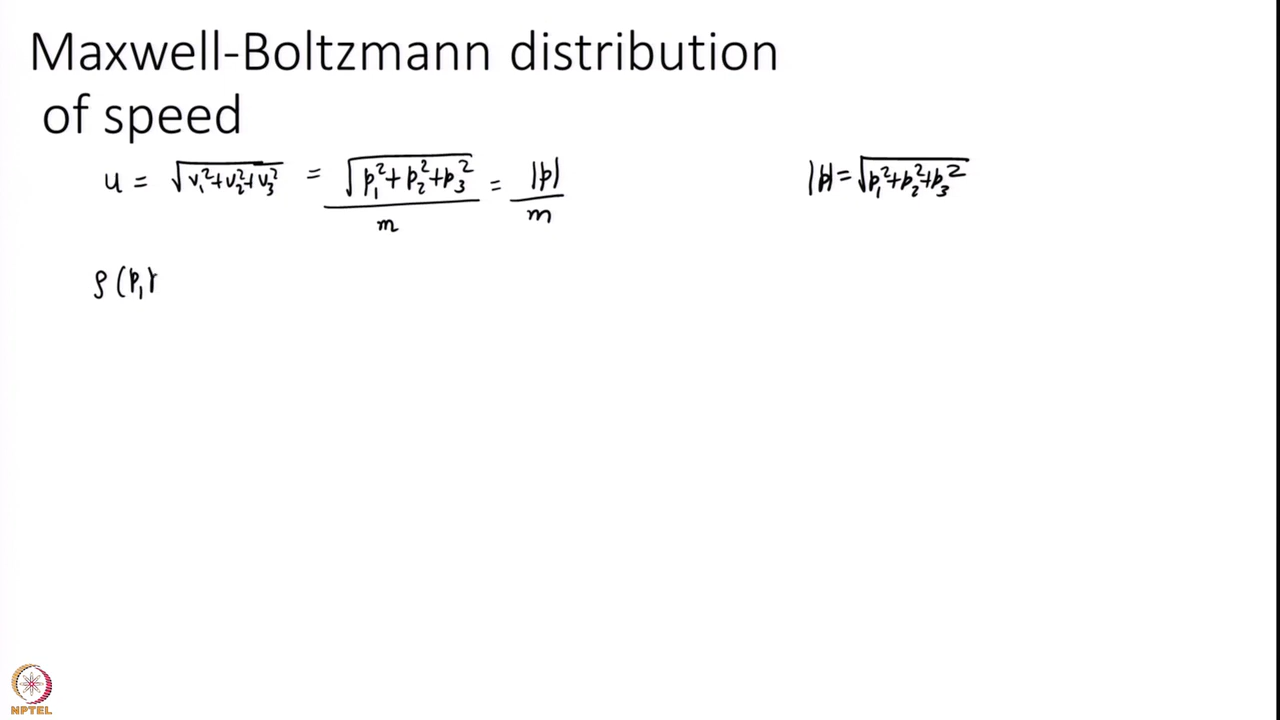 Maxwell-Boltzmann distribution
of speed
u = √(v₁²+v₂²+v₃²) = √(p₁²+p₂²+p₃²)/m = |p|/m |p| = √(p₁²+p₂²+p₃²)
ρ(p₁)
NPTEL